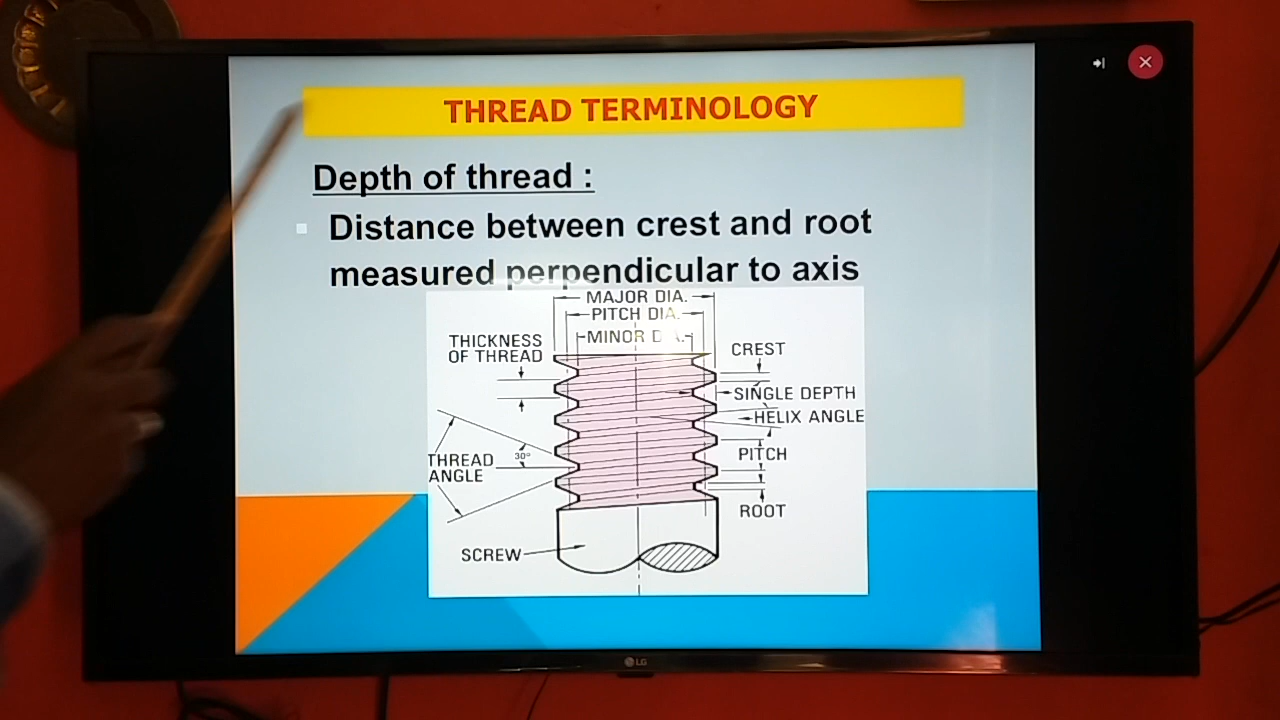 THREAD TERMINOLOGY
Depth of thread :
Distance between crest and root
measured perpendicular to axis
MAJOR DIA.
PITCH DIA.
MINOR D A.
THICKNESS
OF THREAD
CREST
SINGLE DEPTH
HELIX ANGLE
THREAD
ANGLE
30°
PITCH
ROOT
SCREW
LG